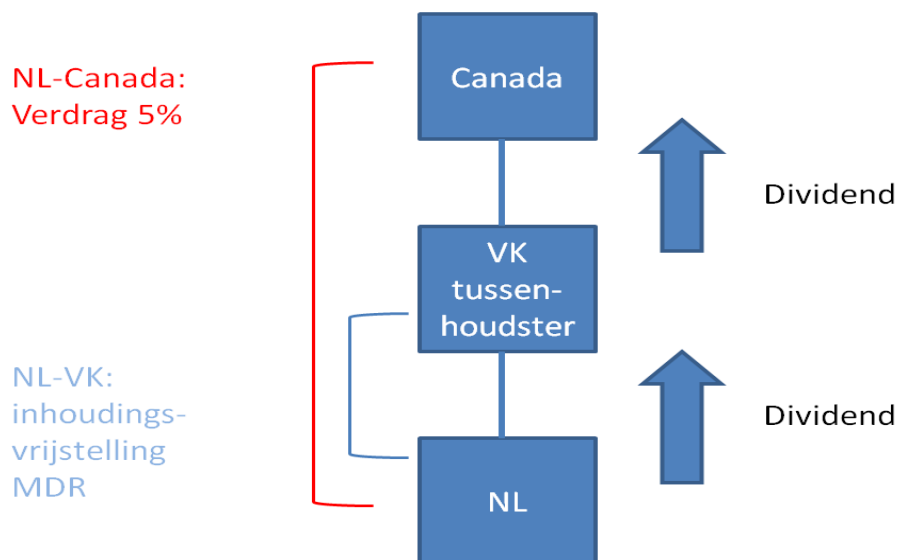 NL-Canada:
Verdrag 5%
Canada
Dividend
VK
tussen-
houdster
NL-VK:
inhoudings-
vrijstelling
MDR
Dividend
NL